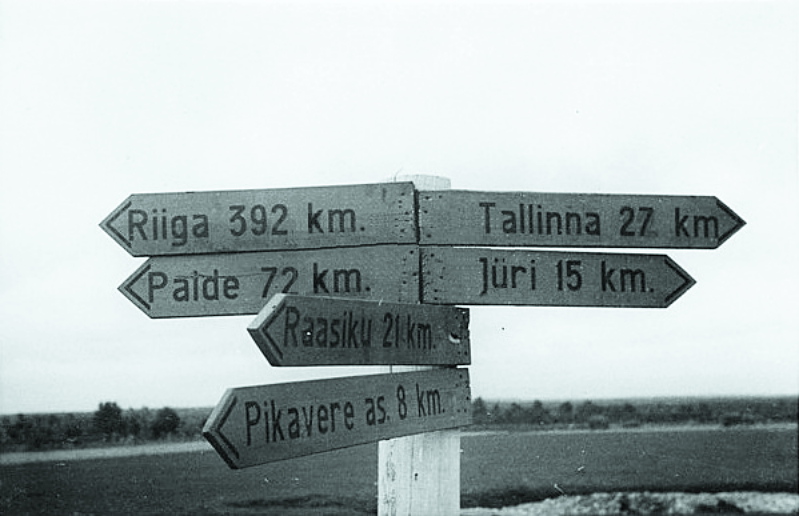 Riiga 392 km.
Tallinna 27 km
Paide 72 km.
Jüri 15 km.
Raasiku 21 km.
Pikavere as. 8 km.